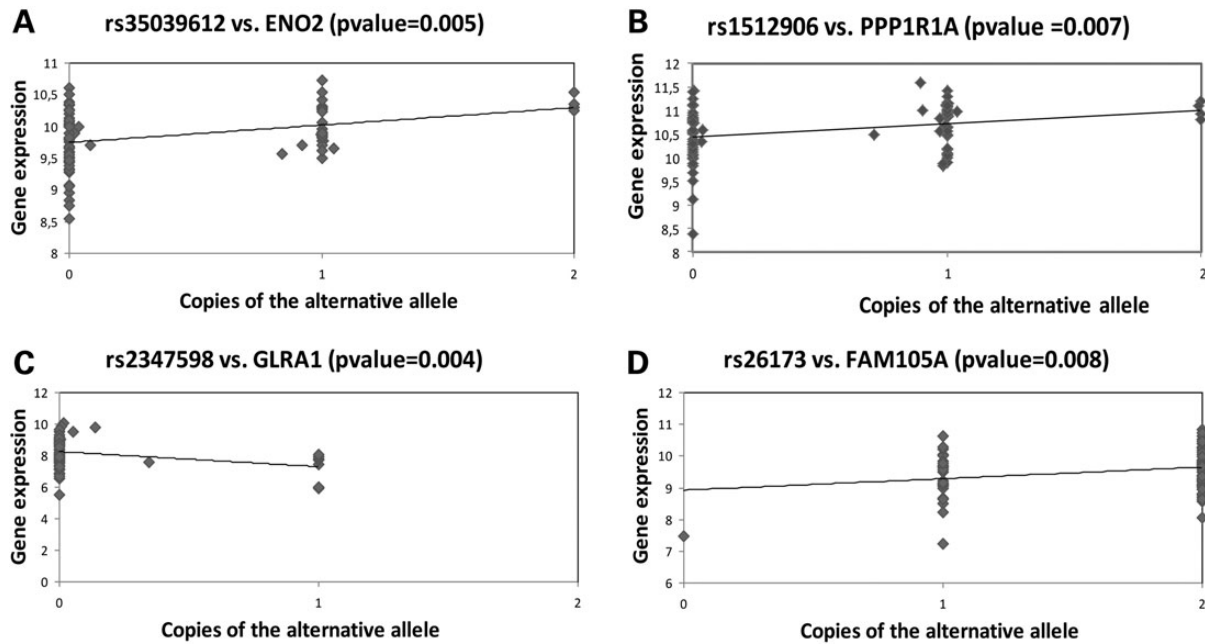 A
rs35039612 vs. ENO2 (pvalue=0.005)
Gene expression
11
10,5
10
9,5
9
8,5
8
0
1
2
Copies of the alternative allele
B
rs1512906 vs. PPP1R1A (pvalue =0.007)
Gene expression
12
11,5
11
10,5
10
9,5
9
8,5
8
0
1
2
Copies of the alternative allele
C
rs2347598 vs. GLRA1 (pvalue=0.004)
Gene expression
12
10
8
6
4
2
0
0
1
2
Copies of the alternative allele
D
rs26173 vs. FAM105A (pvalue=0.008)
Gene expression
12
11
10
9
8
7
6
0
1
2
Copies of the alternative allele